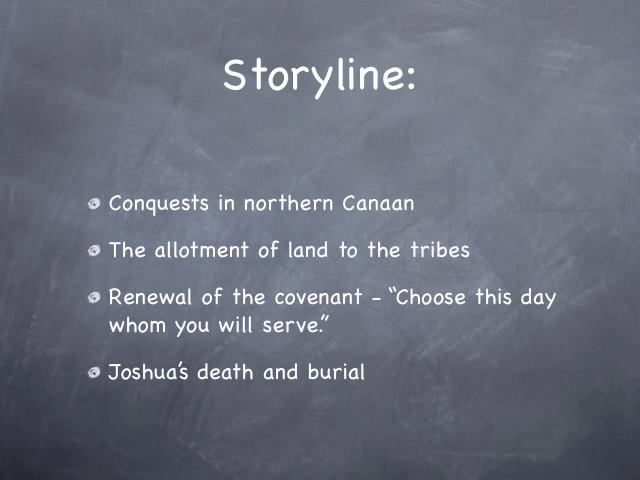 Storyline:
Conquests in northern Canaan
The allotment of land to the tribes
Renewal of the covenant - “Choose this day
whom you will serve.”
Joshua’s death and burial